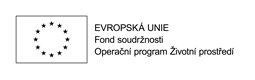 EVROPSKÁ UNIE
Fond soudržnosti
Operační program Životní prostředí